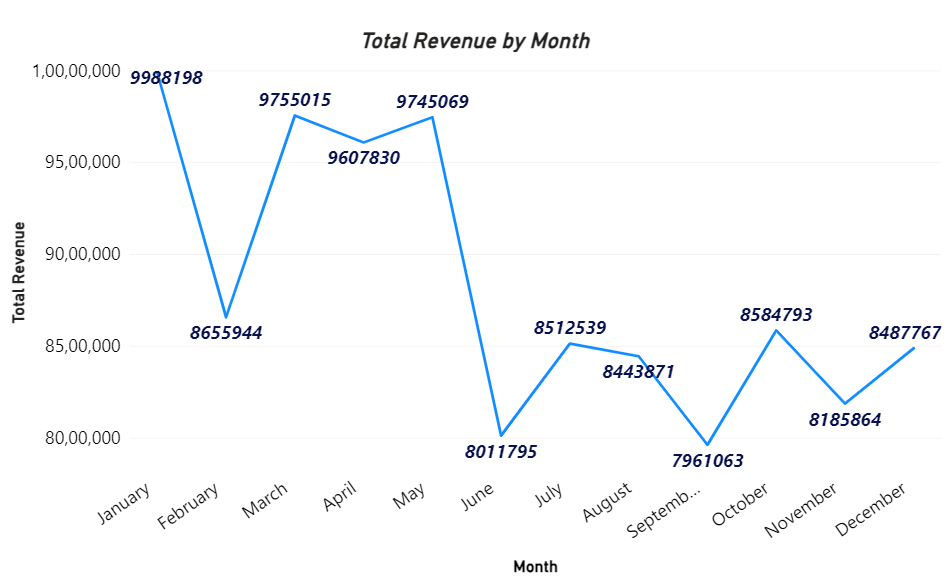 Total Revenue by Month
1,00,00,000
95,00,000
90,00,000
85,00,000
80,00,000
Total Revenue
9988198
8655944
9755015
9607830
9745069
8011795
8512539
8443871
7961063
8584793
8185864
8487767
January
February
March
April
May
June
July
August
Septemb...
October
November
December
Month